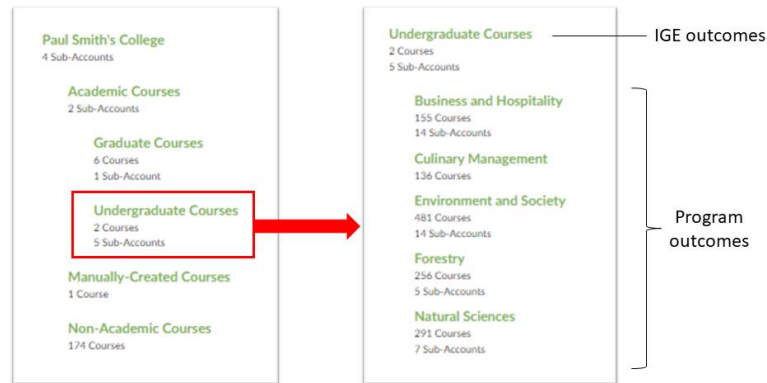 Paul Smith's College
4 Sub-Accounts
Academic Courses
2 Sub-Accounts
Graduate Courses
6 Courses
1 Sub-Account
Undergraduate Courses
2 Courses
5 Sub-Accounts
Manually-Created Courses
1 Course
Non-Academic Courses
174 Courses
Undergraduate Courses
2 Courses
5 Sub-Accounts
Business and Hospitality
155 Courses
14 Sub-Accounts
Culinary Management
136 Courses
Environment and Society
481 Courses
14 Sub-Accounts
Forestry
256 Courses
5 Sub-Accounts
Natural Sciences
291 Courses
7 Sub-Accounts
IGE outcomes
Program
outcomes